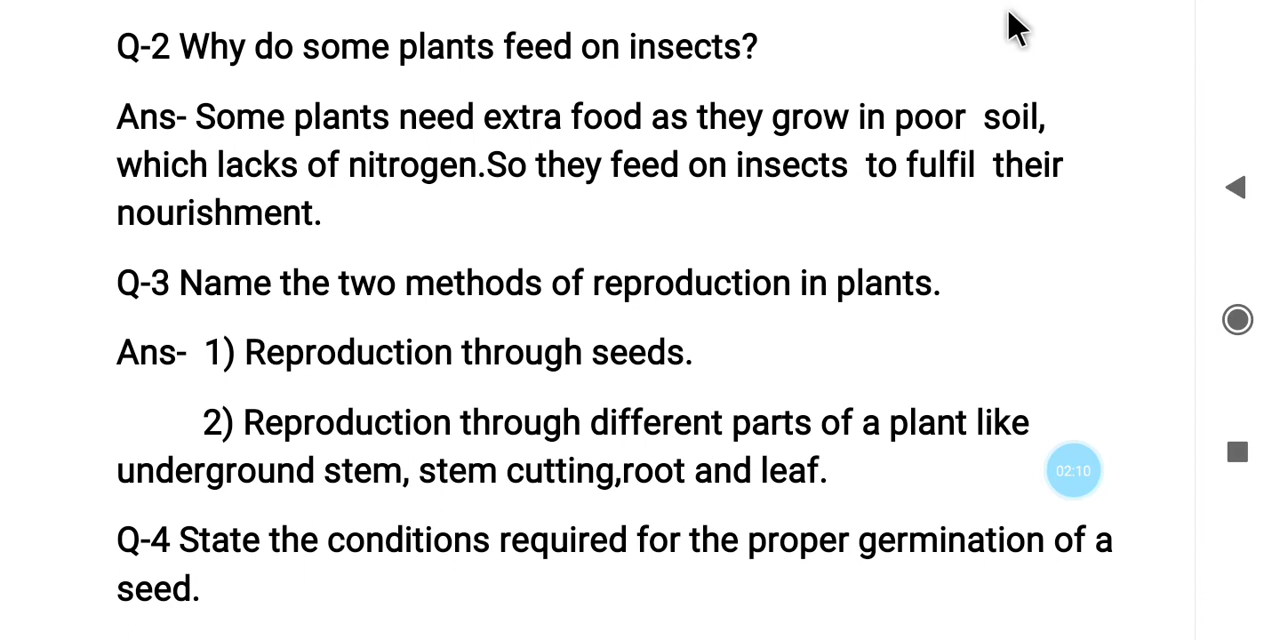 Q-2 Why do some plants feed on insects?
Ans- Some plants need extra food as they grow in poor  soil,
which lacks of nitrogen.So they feed on insects  to fulfil  their
nourishment.
Q-3 Name the two methods of reproduction in plants.
Ans-  1) Reproduction through seeds.
2) Reproduction through different parts of a plant like
underground stem, stem cutting,root and leaf.
02:10
Q-4 State the conditions required for the proper germination of a
seed.